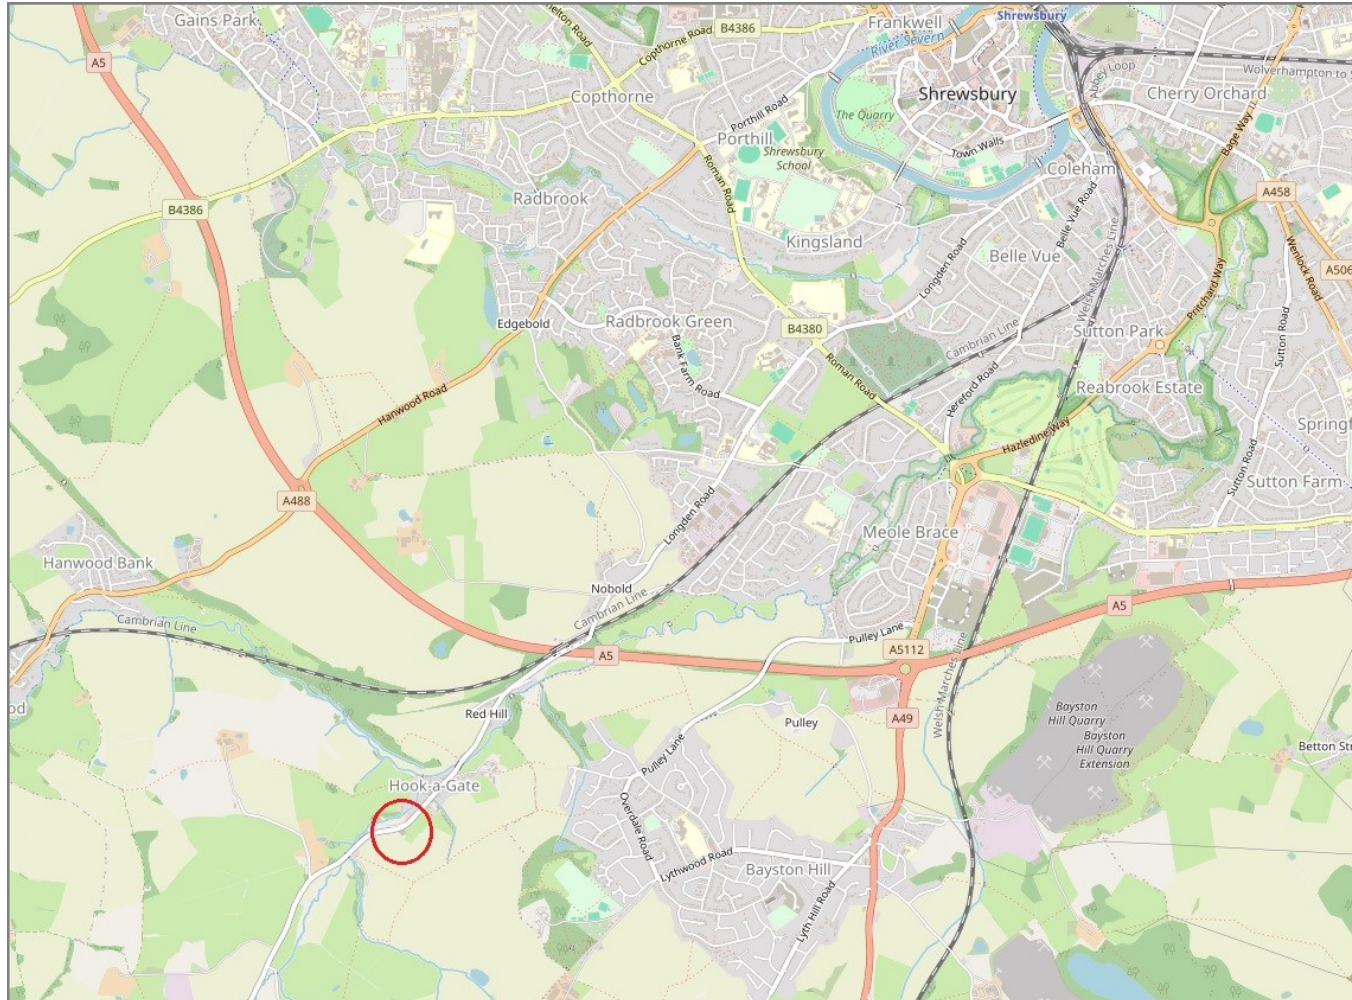 Gains Park
A5
B4386
Shelton Road
Copthorne Road
B4386
Copthorne
Frankwell
River Severn
Shrewsbury
Abbey Loop
Wolverhampton to S
Cherry Orchard
Shrewsbury
The Quarry
Porthill Road
Porthill
Shrewsbury
School
Town Walls
Coleham
Bage Way
A458
Roman Road
Radbrook
Kingsland
Longden Road
Belle Vue Road
Belle Vue
Welsh Marches Line
Pritchard Way
Wenlock Road
A506
Edgebold
Radbrook Green
Bank Farm Road
B4380
Roman Road
Cambrian Line
Sutton Park
Sutton Road
Hereford Road
Reabrook Estate
Hanwood Road
Hazledine Way
Springf
Sutton Road
Sutton Farm
A488
Longden Road
Meole Brace
Hanwood Bank
Nobold
Cambrian Line
Cambrian Line
A5
Pulley Lane
A5112
A5
Welsh Marches Line
od
Red Hill
A49
Pulley
Bayston
Hill Quarry
Bayston
Hill Quarry
Extension
Betton Str
Pulley Lane
Hook-a-Gate
Overdale Road
Lythwood Road
Bayston Hill
Lyth Hill Road